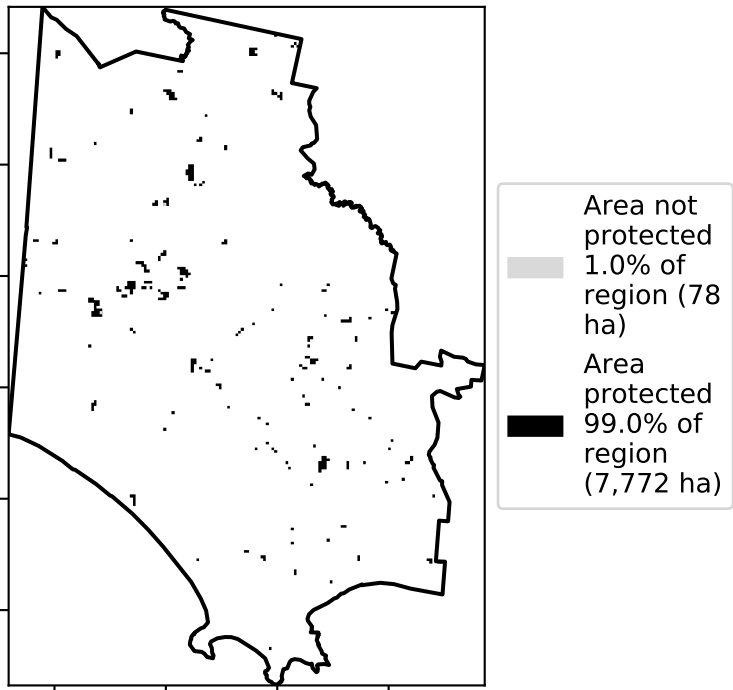 Area not
protected
1.0% of
region (78
ha)
Area
protected
99.0% of
region
(7,772 ha)